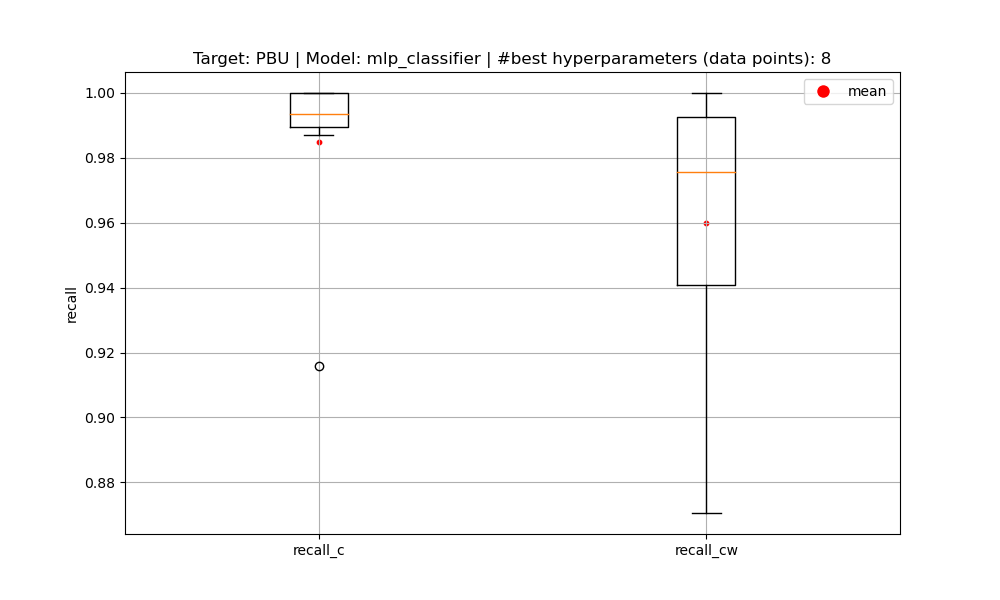 Target: PBU | Model: mlp_classifier | #best hyperparameters (data points): 8
mean
1.00
0.98
0.96
0.94
0.92
0.90
0.88
recall
recall_c
recall_cw